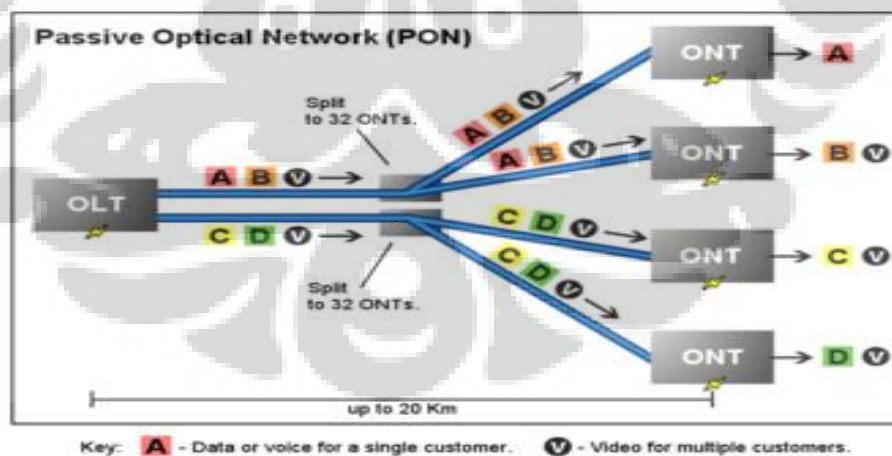 Passive Optical Network (PON)
ONT
A
Split
to 32 ONTs.
A B V
A B V
ONT
B V
A B V
OLT
C D V
C D V
ONT
C V
C D V
Split
to 32 ONTs.
ONT
D V
up to 20 Km
Key: A - Data or voice for a single customer. V - Video for multiple customers.